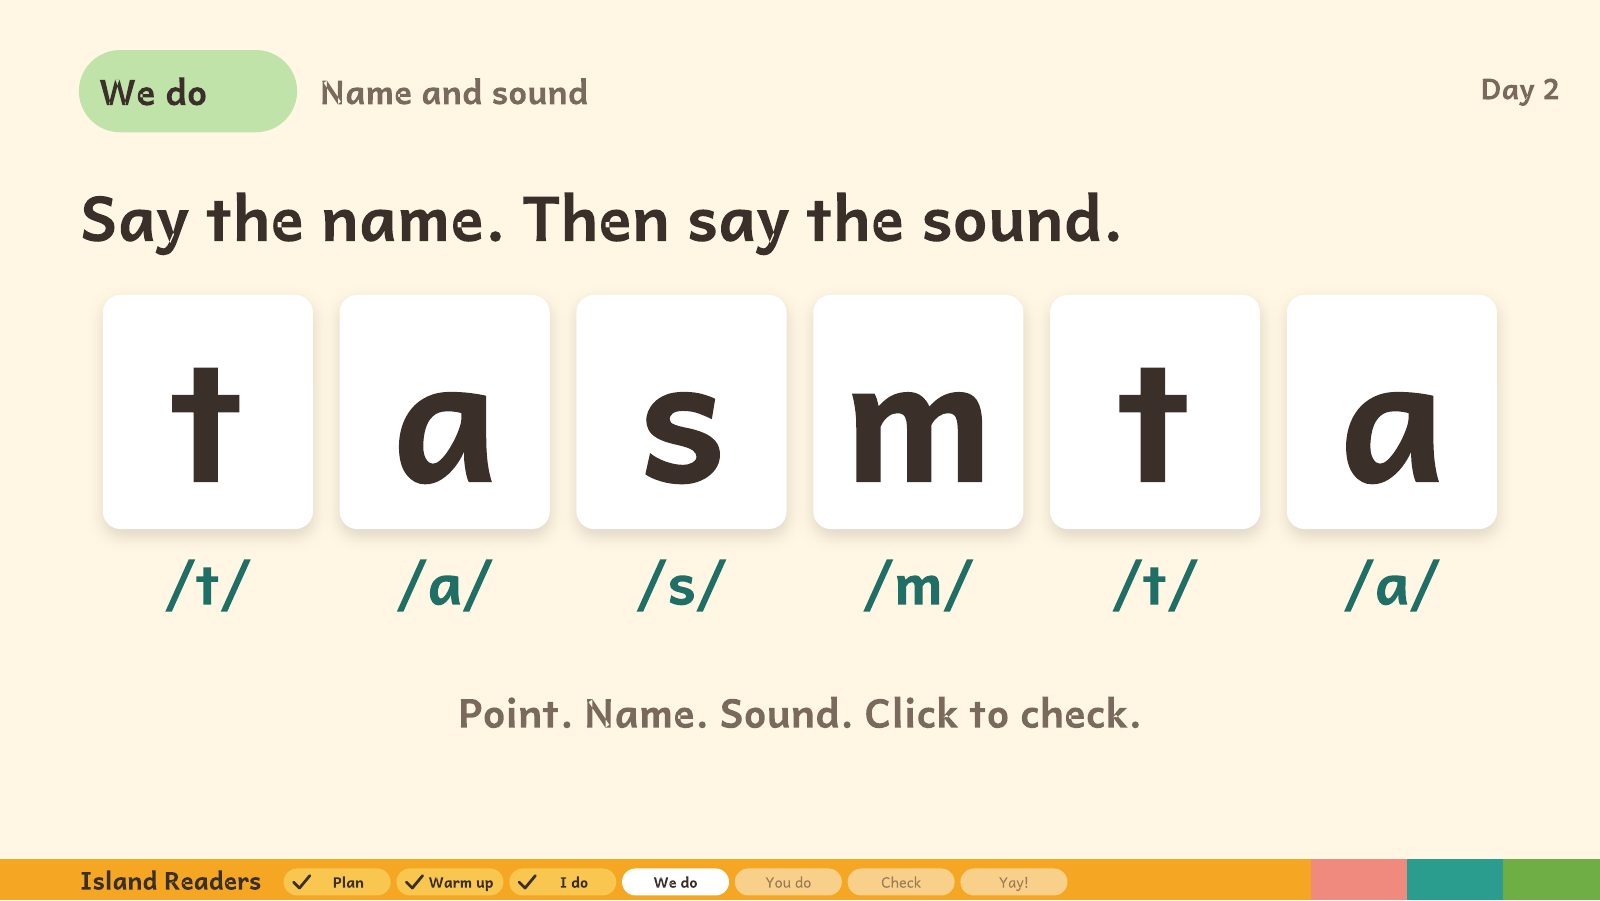 We do Name and sound Day 2
Say the name. Then say the sound.
t a s m t a
/t/ /a/ /s/ /m/ /t/ /a/
Point. Name. Sound. Click to check.
Island Readers Plan Warm up I do We do You do Check Yay!